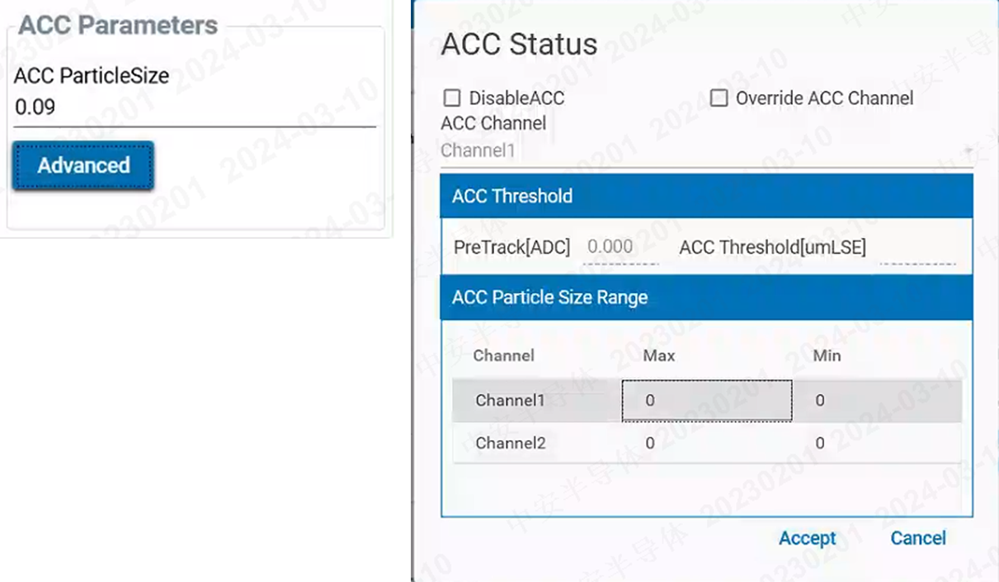 ACC Parameters
ACC ParticleSize
0.09
Advanced
ACC Status
DisableACC
Override ACC Channel
ACC Channel
Channel1
ACC Threshold
PreTrack[ADC] 0.000 ACC Threshold[umLSE]
ACC Particle Size Range
Channel Max Min
Channel1 0 0
Channel2 0 0
Accept Cancel
中安半导体 20230201 2024-03-10